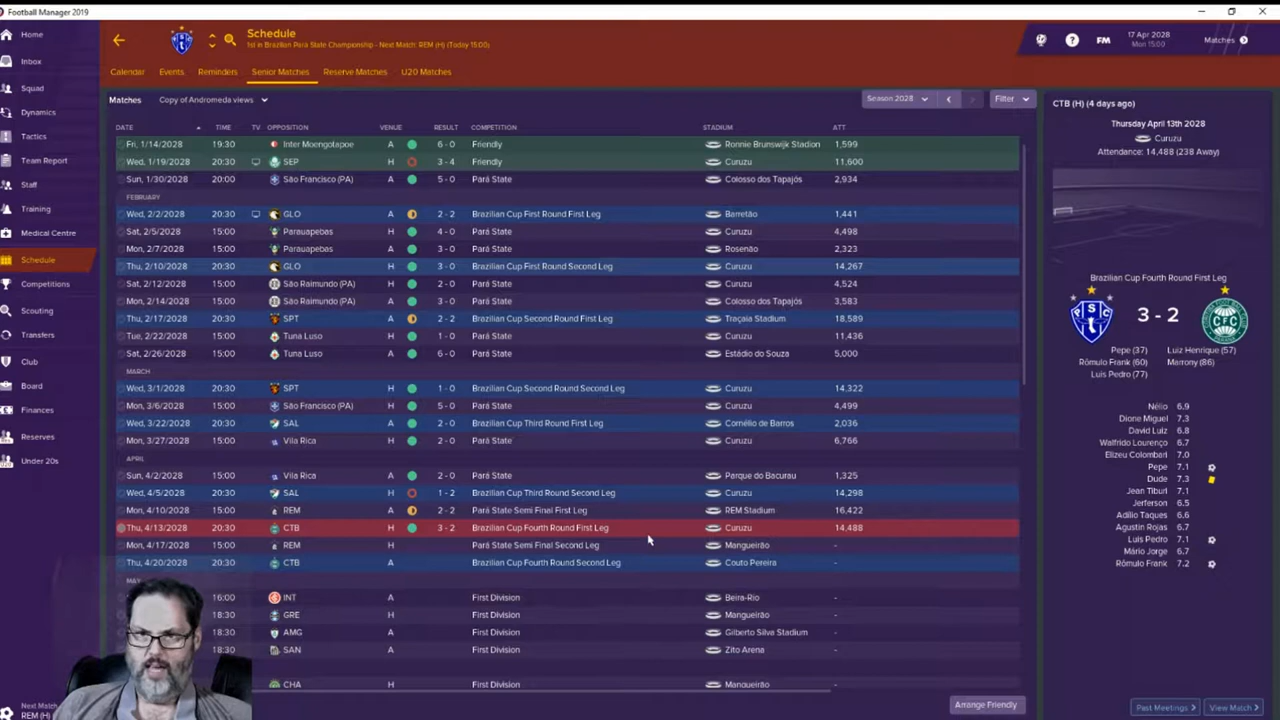 Football Manager 2019
Home
Inbox
Squad
Dynamics
Tactics
Team Report
Staff
Training
Medical Centre
Schedule
Competitions
Scouting
Transfers
Club
Board
Finances
Reserves
Under 20s
Next Match:
REM (H)
Schedule
1st in Brazilian Para State Championship - Next Match: REM (H) (Today 15:00)
? FM 17 Apr 2028 Mon 15:00 Matches
Calendar Events Reminders Senior Matches Reserve Matches U20 Matches
Matches Copy of Andromeda views Season 2028 Filter
DATE TIME TV OPPOSITION VENUE RESULT COMPETITION STADIUM ATT
Fri, 1/14/2028 19:30 Inter Moengotapoe A 6 - 0 Friendly Ronnie Brunswijk Stadion 1,599
Wed, 1/19/2028 20:30 SEP H 3 - 4 Friendly Curuzu 11,600
Sun, 1/30/2028 20:00 São Francisco (PA) A 5 - 0 Pará State Colosso dos Tapajós 2,934
FEBRUARY
Wed, 2/2/2028 20:30 GLO A 2 - 2 Brazilian Cup First Round First Leg Barretão 1,441
Sat, 2/5/2028 15:00 Parauapebas H 4 - 0 Pará State Curuzu 4,498
Mon, 2/7/2028 15:00 Parauapebas A 3 - 0 Pará State Rosenão 2,323
Thu, 2/10/2028 20:30 GLO H 3 - 0 Brazilian Cup First Round Second Leg Curuzu 14,267
Sat, 2/12/2028 15:00 São Raimundo (PA) H 2 - 0 Pará State Curuzu 4,524
Mon, 2/14/2028 15:00 São Raimundo (PA) A 3 - 0 Pará State Colosso dos Tapajós 3,583
Thu, 2/17/2028 20:30 SPT A 2 - 2 Brazilian Cup Second Round First Leg Traçaia Stadium 18,589
Tue, 2/22/2028 15:00 Tuna Luso H 1 - 0 Pará State Curuzu 11,436
Sat, 2/26/2028 15:00 Tuna Luso A 6 - 0 Pará State Estádio do Souza 5,000
MARCH
Wed, 3/1/2028 20:30 SPT H 1 - 0 Brazilian Cup Second Round Second Leg Curuzu 14,322
Mon, 3/6/2028 15:00 São Francisco (PA) H 5 - 0 Pará State Curuzu 4,499
Wed, 3/22/2028 20:30 SAL A 2 - 0 Brazilian Cup Third Round First Leg Cornélio de Barros 2,036
Mon, 3/27/2028 15:00 Vila Rica H 2 - 0 Pará State Curuzu 6,766
APRIL
Sun, 4/2/2028 15:00 Vila Rica A 2 - 0 Pará State Parque do Bacurau 1,325
Wed, 4/5/2028 20:30 SAL H 1 - 2 Brazilian Cup Third Round Second Leg Curuzu 14,298
Mon, 4/10/2028 15:00 REM A 2 - 2 Pará State Semi Final First Leg REM Stadium 16,422
Thu, 4/13/2028 20:30 CTB H 3 - 2 Brazilian Cup Fourth Round First Leg Curuzu 14,488
Mon, 4/17/2028 15:00 REM H Pará State Semi Final Second Leg Mangueirão -
Thu, 4/20/2028 20:30 CTB A Brazilian Cup Fourth Round Second Leg Couto Pereira -
MAY
16:00 INT A First Division Beira-Rio -
18:30 GRE H First Division Mangueirão -
18:30 AMG A First Division Gilberto Silva Stadium -
18:30 SAN A First Division Zito Arena -
CHA H First Division Mangueirão -
Arrange Friendly
CTB (H) (4 days ago)
Thursday April 13th 2028
Curuzu
Attendance: 14,488 (238 Away)
Brazilian Cup Fourth Round First Leg
PSC 3 - 2 CFC
Pepe (37) Luiz Henrique (57)
Rômulo Frank (60) Marrony (86)
Luis Pedro (77)
Nélio 6.9
Dione Miguel 7.3
David Luiz 6.8
Walfrido Lourenço 6.7
Elizeu Colombari 7.0
Pepe 7.1
Dude 7.3
Jean Tiburi 7.1
Jerferson 6.5
Adílio Taques 6.6
Agustin Rojas 6.7
Luis Pedro 7.1
Mário Jorge 6.7
Rômulo Frank 7.2
Past Meetings View Match